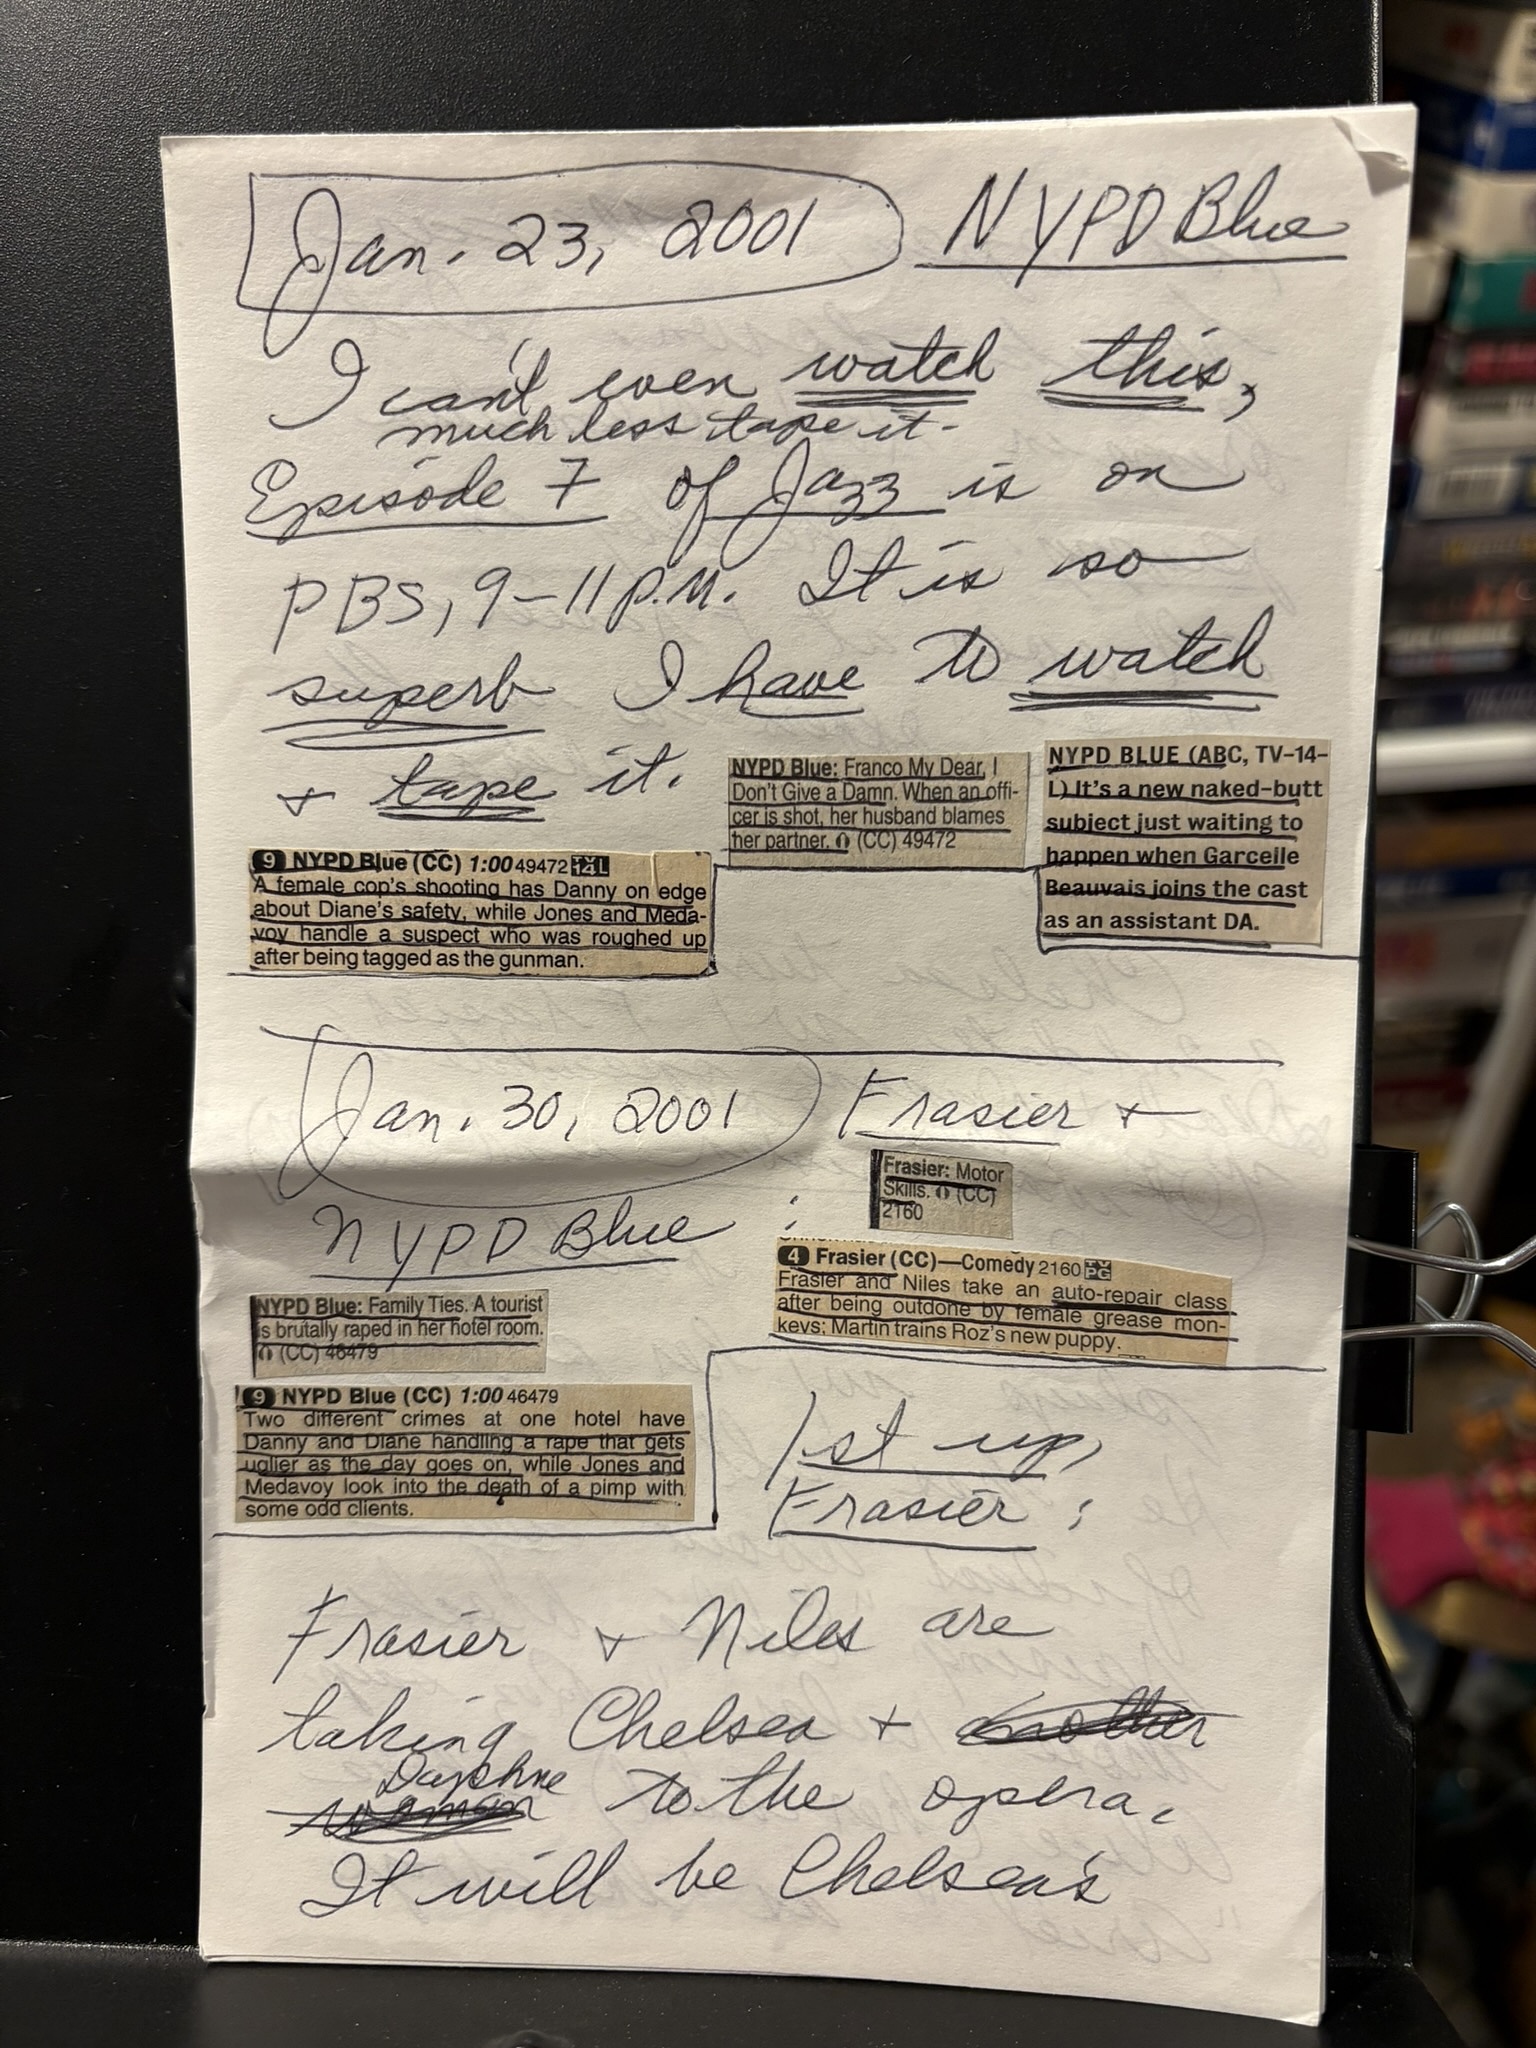 Jan. 23, 2001 NYPD Blue
I can't even watch this,
much less tape it.
Episode 7 of Jazz is on
PBS, 9-11 P.M. It is so
superb I have to watch
+ tape it.
NYPD Blue: Franco My Dear, I
Don't Give a Damn. When an offi-
cer is shot, her husband blames
her partner. (CC) 49472
NYPD BLUE (ABC, TV-14-
L) It's a new naked-butt
subject just waiting to
happen when Garcelle
Beauvais joins the cast
as an assistant DA.
9 NYPD Blue (CC) 1:00 49472 TV 14L
A female cop's shooting has Danny on edge
about Diane's safety, while Jones and Meda-
voy handle a suspect who was roughed up
after being tagged as the gunman.
Jan. 30, 2001 Frasier +
NYPD Blue :
Frasier: Motor
Skills. (CC)
2160
4 Frasier (CC)—Comedy 2160 TV PG
Frasier and Niles take an auto-repair class
after being outdone by female grease mon-
keys; Martin trains Roz's new puppy.
NYPD Blue: Family Ties. A tourist
is brutally raped in her hotel room.
(CC) 46479
9 NYPD Blue (CC) 1:00 46479
Two different crimes at one hotel have
Danny and Diane handling a rape that gets
uglier as the day goes on, while Jones and
Medavoy look into the death of a pimp with
some odd clients.
1st up,
Frasier:
Frasier + Niles are
taking Chelsea + another
Daphne
woman to the opera.
It will be Chelsea's